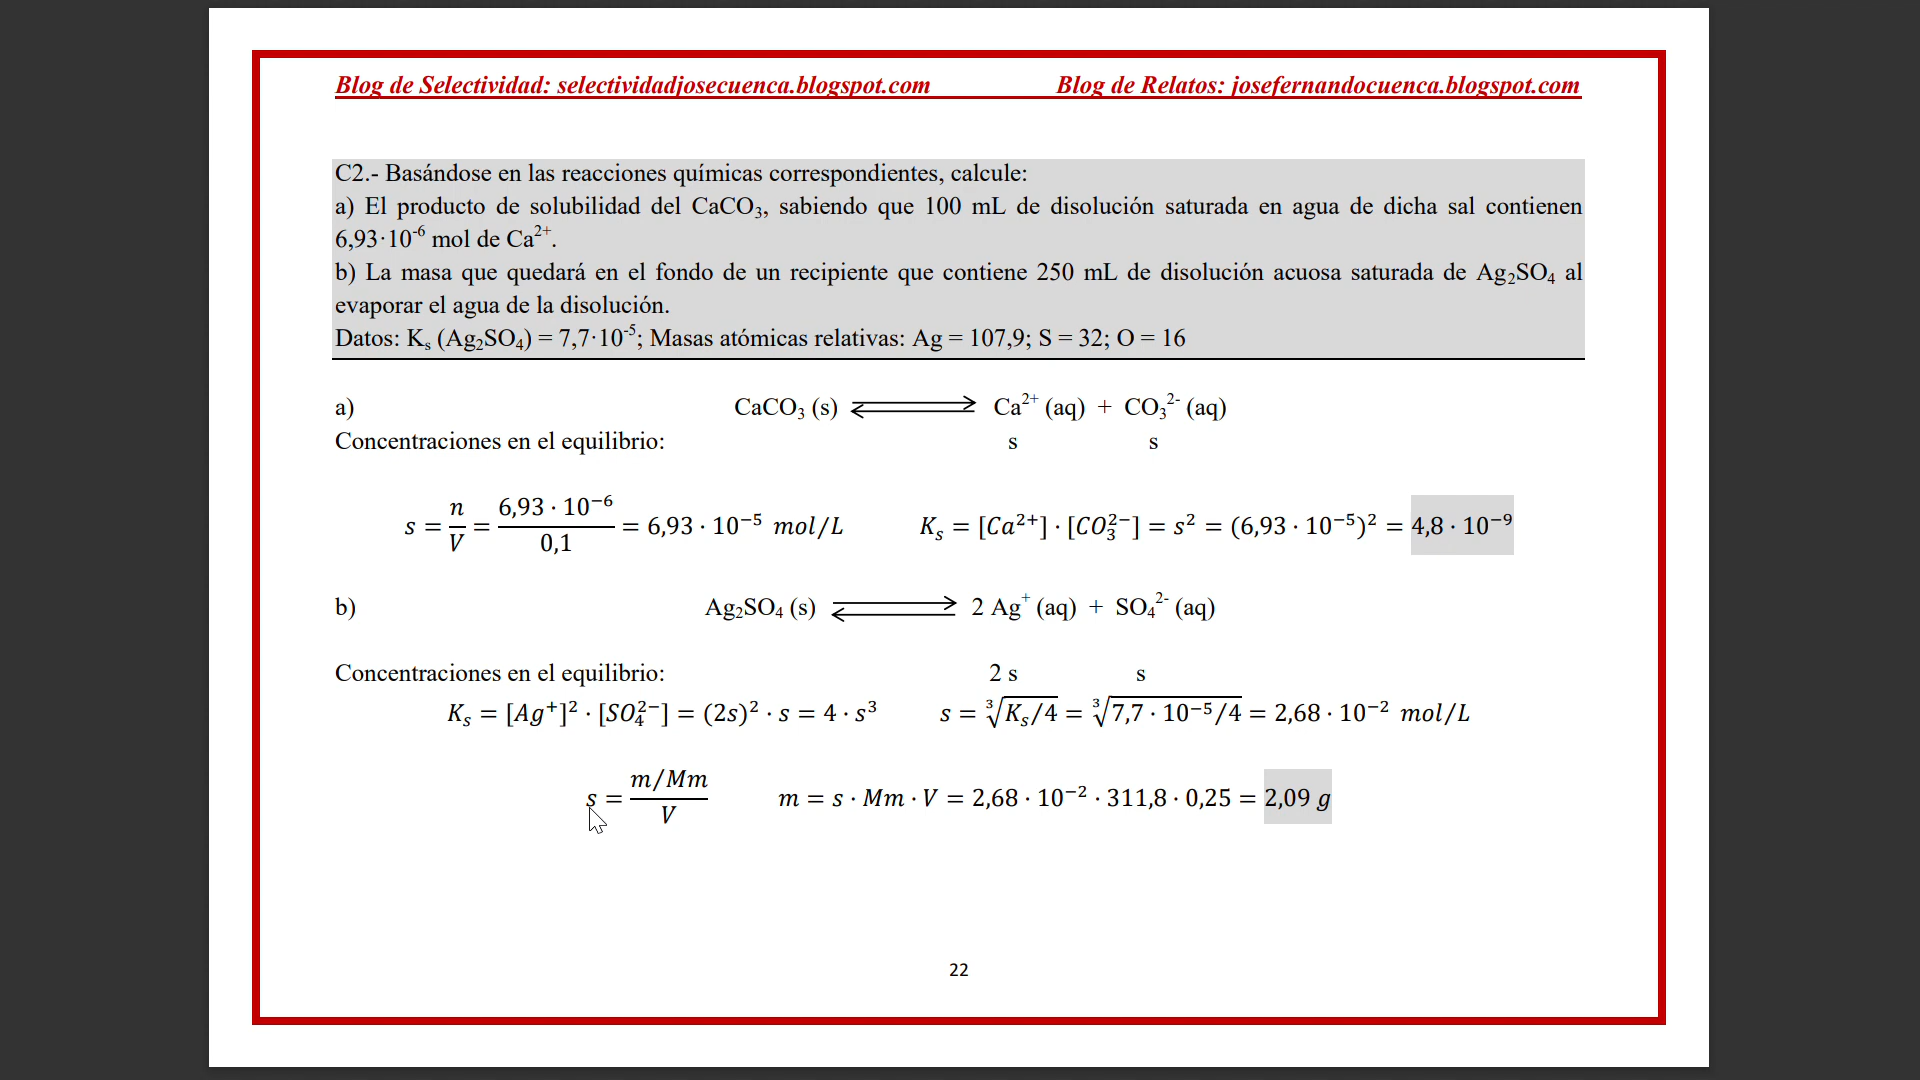 Blog de Selectividad: selectividadjosecuenca.blogspot.com Blog de Relatos: josefernandocuenca.blogspot.com
C2.- Basándose en las reacciones químicas correspondientes, calcule:
a) El producto de solubilidad del CaCO₃, sabiendo que 100 mL de disolución saturada en agua de dicha sal contienen
6,93·10⁻⁶ mol de Ca²⁺.
b) La masa que quedará en el fondo de un recipiente que contiene 250 mL de disolución acuosa saturada de Ag₂SO₄ al
evaporar el agua de la disolución.
Datos: Kₛ (Ag₂SO₄) = 7,7·10⁻⁵; Masas atómicas relativas: Ag = 107,9; S = 32; O = 16
a) CaCO₃ (s) ⇌ Ca²⁺ (aq) + CO₃²⁻ (aq)
Concentraciones en el equilibrio: s s
s = n/V = 6,93 · 10⁻⁶/0,1 = 6,93 · 10⁻⁵ mol/L Kₛ = [Ca²⁺] · [CO₃²⁻] = s² = (6,93 · 10⁻⁵)² = 4,8 · 10⁻⁹
b) Ag₂SO₄ (s) ⇌ 2 Ag⁺ (aq) + SO₄²⁻ (aq)
Concentraciones en el equilibrio: 2 s s
Kₛ = [Ag⁺]² · [SO₄²⁻] = (2s)² · s = 4 · s³ s = ∛(Kₛ/4) = ∛(7,7 · 10⁻⁵/4) = 2,68 · 10⁻² mol/L
s = (m/Mm)/V m = s · Mm · V = 2,68 · 10⁻² · 311,8 · 0,25 = 2,09 g
22